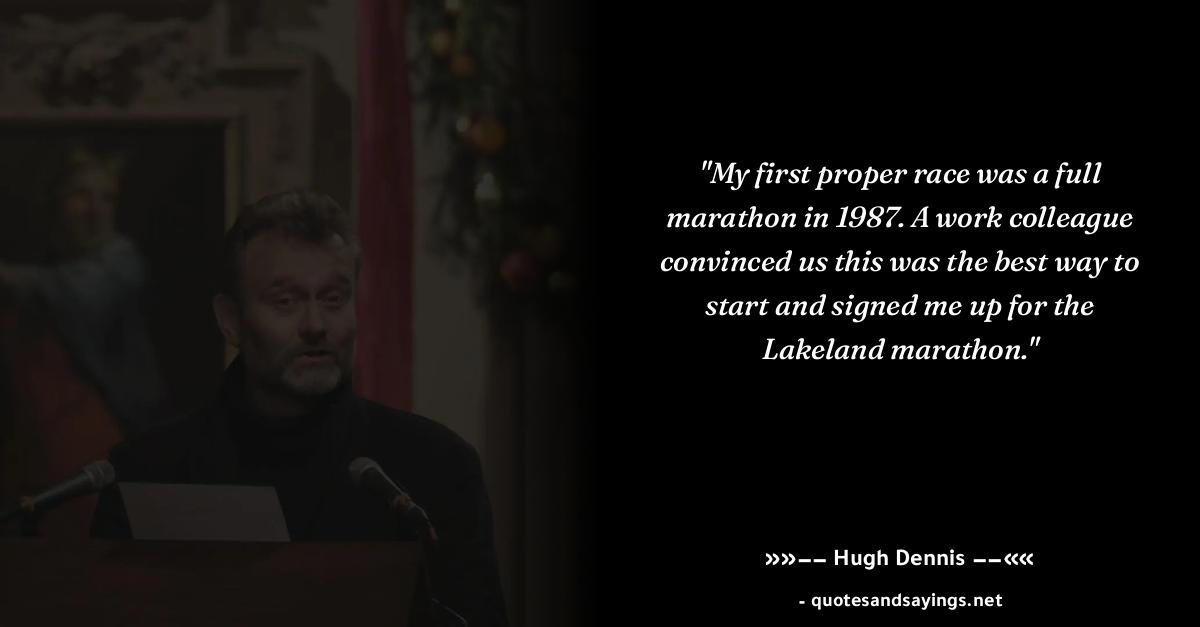 "My first proper race was a full
marathon in 1987. A work colleague
convinced us this was the best way to
start and signed me up for the
Lakeland marathon."
»»–– Hugh Dennis ––««
- quotesandsayings.net